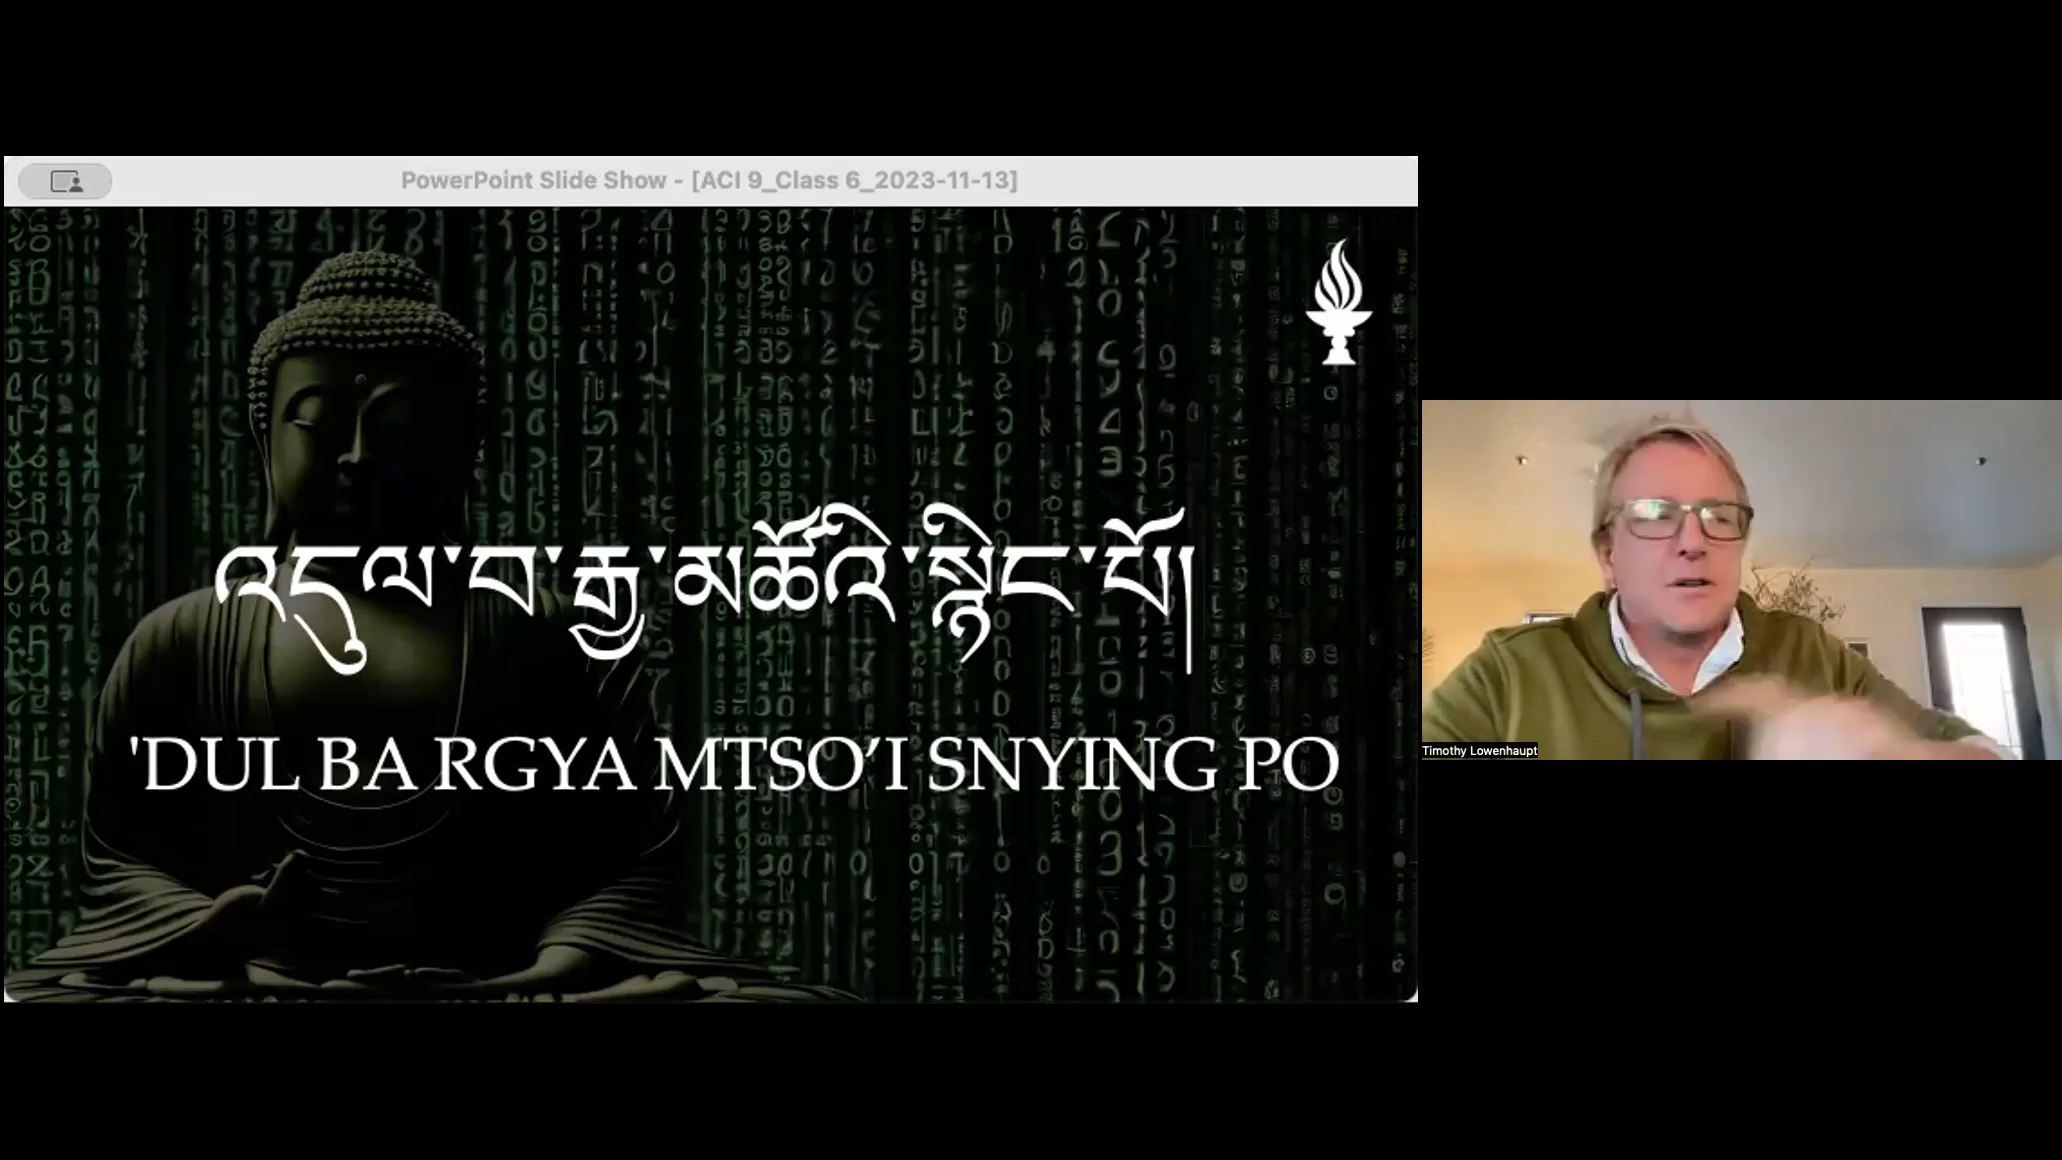 PowerPoint Slide Show - [ACI 9_Class 6_2023-11-13]
འདུལ་བ་རྒྱ་མཚོའི་སྙིང་པོ།
'DUL BA RGYA MTSO’I SNYING PO
Timothy Lowenhaupt